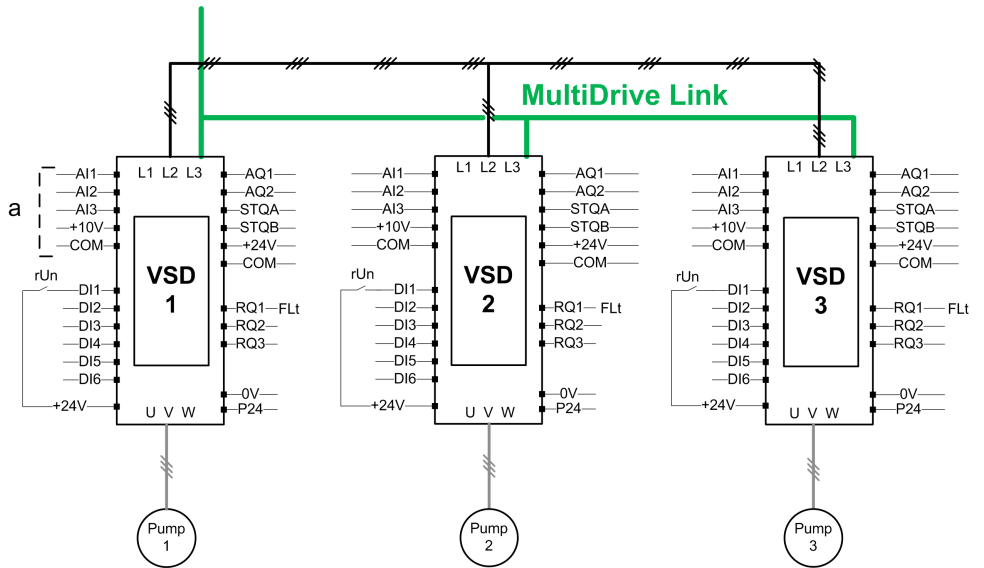 MultiDrive Link
a
AI1
AI2
AI3
+10V
COM
rUn
DI1
DI2
DI3
DI4
DI5
DI6
+24V
L1 L2 L3
VSD
1
U V W
AQ1
AQ2
STQA
STQB
+24V
COM
RQ1 FLt
RQ2
RQ3
0V
P24
Pump
1
AI1
AI2
AI3
+10V
COM
rUn
DI1
DI2
DI3
DI4
DI5
DI6
+24V
L1 L2 L3
VSD
2
U V W
AQ1
AQ2
STQA
STQB
+24V
COM
RQ1 FLt
RQ2
RQ3
0V
P24
Pump
2
AI1
AI2
AI3
+10V
COM
rUn
DI1
DI2
DI3
DI4
DI5
DI6
+24V
L1 L2 L3
VSD
3
U V W
AQ1
AQ2
STQA
STQB
+24V
COM
RQ1 FLt
RQ2
RQ3
0V
P24
Pump
3